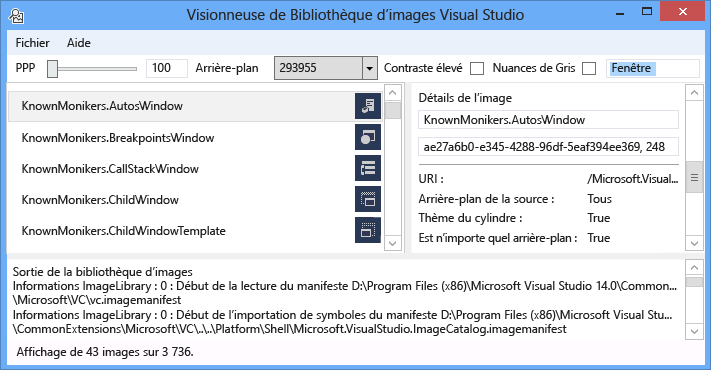 Visionneuse de Bibliothèque d'images Visual Studio
Fichier Aide
PPP 100 Arrière-plan 293955 Contraste élevé Nuances de Gris Fenêtre
KnownMonikers.AutosWindow
KnownMonikers.BreakpointsWindow
KnownMonikers.CallStackWindow
KnownMonikers.ChildWindow
KnownMonikers.ChildWindowTemplate
Détails de l'image
KnownMonikers.AutosWindow
ae27a6b0-e345-4288-96df-5eaf394ee369, 248
URI : /Microsoft.Visual...
Arrière-plan de la source : Tous
Thème du cylindre : True
Est n'importe quel arrière-plan : True
Sortie de la bibliothèque d'images
Informations ImageLibrary : 0 : Début de la lecture du manifeste D:\Program Files (x86)\Microsoft Visual Studio 14.0\Common...
\Microsoft\VC\vc.imagemanifest
Informations ImageLibrary : 0 : Début de l'importation de symboles du manifeste D:\Program Files (x86)\Microsoft Visual Stu...
\CommonExtensions\Microsoft\VC\..\..\Platform\Shell\Microsoft.VisualStudio.ImageCatalog.imagemanifest
Affichage de 43 images sur 3 736.